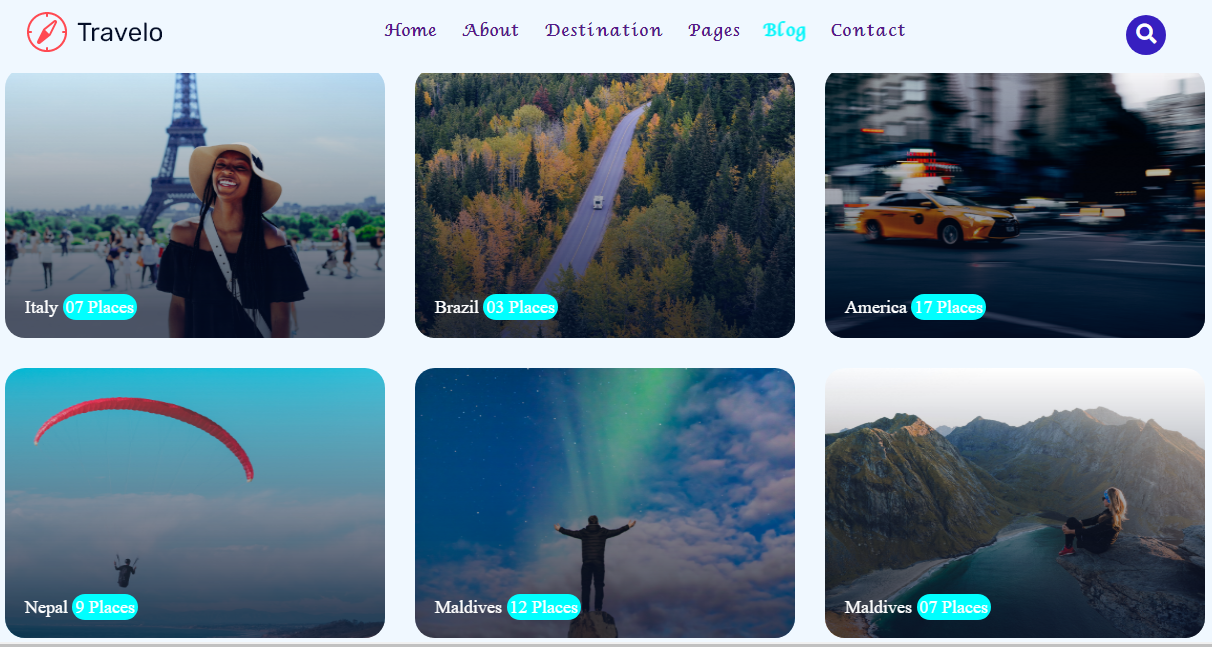 Travelo
Home About Destination Pages Blog Contact
Italy 07 Places
Brazil 03 Places
America 17 Places
Nepal 9 Places
Maldives 12 Places
Maldives 07 Places